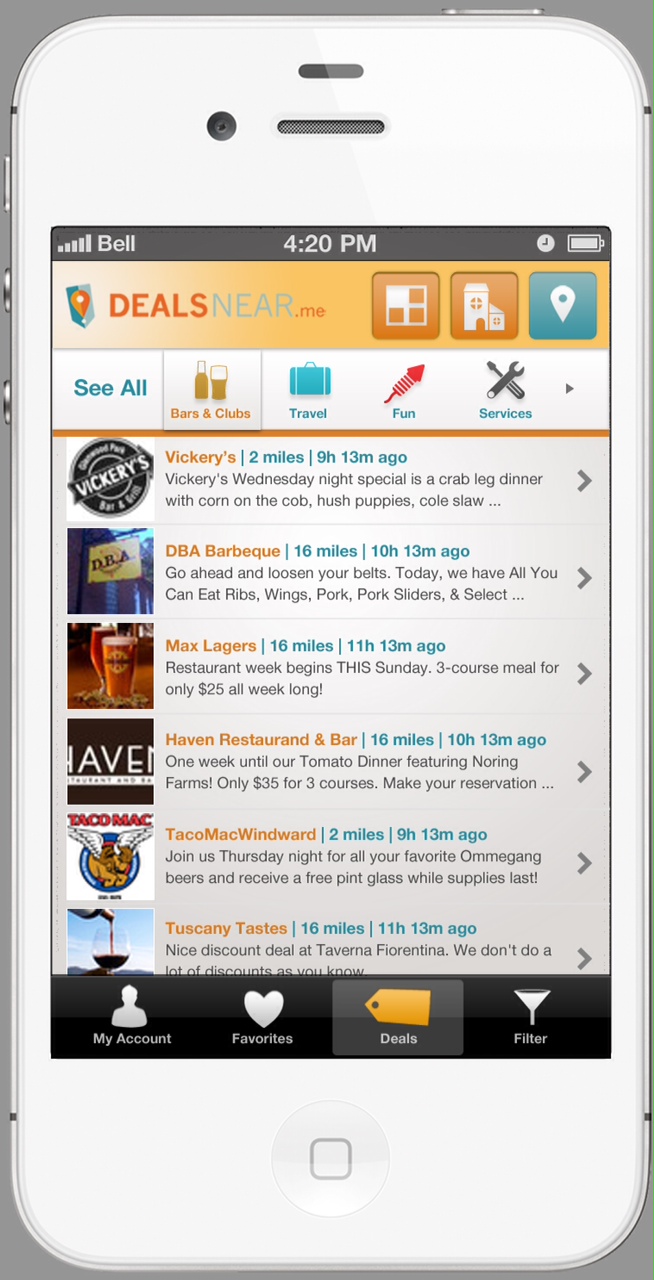 Bell 4:20 PM
DEALSNEAR.me
See All
Bars & Clubs
Travel
Fun
Services
Glenwood Park
VICKERY'S
Bar & Grill
Vickery's | 2 miles | 9h 13m ago
Vickery's Wednesday night special is a crab leg dinner
with corn on the cob, hush puppies, cole slaw ...
D.B.A
DBA Barbeque | 16 miles | 10h 13m ago
Go ahead and loosen your belts. Today, we have All You
Can Eat Ribs, Wings, Pork, Pork Sliders, & Select ...
Max Lagers | 16 miles | 11h 13m ago
Restaurant week begins THIS Sunday. 3-course meal for
only $25 all week long!
HAVEN
Haven Restaurand & Bar | 16 miles | 10h 13m ago
One week until our Tomato Dinner featuring Noring
Farms! Only $35 for 3 courses. Make your reservation ...
TACO MAC
TacoMacWindward | 2 miles | 9h 13m ago
Join us Thursday night for all your favorite Ommegang
beers and receive a free pint glass while supplies last!
Tuscany Tastes | 16 miles | 11h 13m ago
Nice discount deal at Taverna Fiorentina. We don't do a
lot of discounts as you know.
My Account
Favorites
Deals
Filter